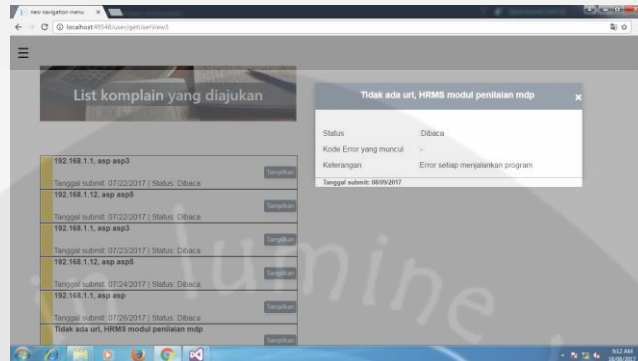 new navigation menu
localhost:49548/user/getUserView3
List komplain yang diajukan
192.168.1.1, asp asp3
Tampilkan
Tanggal submit: 07/22/2017 | Status: Dibaca
192.168.1.12, asp asp5
Tampilkan
Tanggal submit: 07/22/2017 | Status: Dibaca
192.168.1.1, asp asp3
Tampilkan
Tanggal submit: 07/23/2017 | Status: Dibaca
192.168.1.12, asp asp5
Tampilkan
Tanggal submit: 07/24/2017 | Status: Dibaca
192.168.1.1, asp asp
Tampilkan
Tanggal submit: 07/26/2017 | Status: Dibaca
Tidak ada url, HRMS modul penilaian mdp
Tampilkan
Tidak ada url, HRMS modul penilaian mdp
Status :Dibaca
Kode Error yang muncul :-
Keterangan :Error setiap menjalankan program
Tanggal submit: 08/09/2017
in lumine
9:12 AM